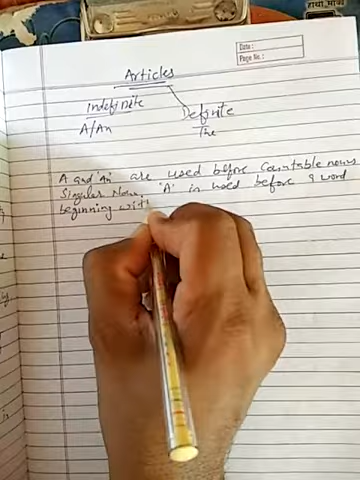 Date :
Page No. :
Articles
Indefinite Definite
A/An The
A and 'An' are used before Countable nouns
Singular Noun. 'A' is used before a word
beginning with